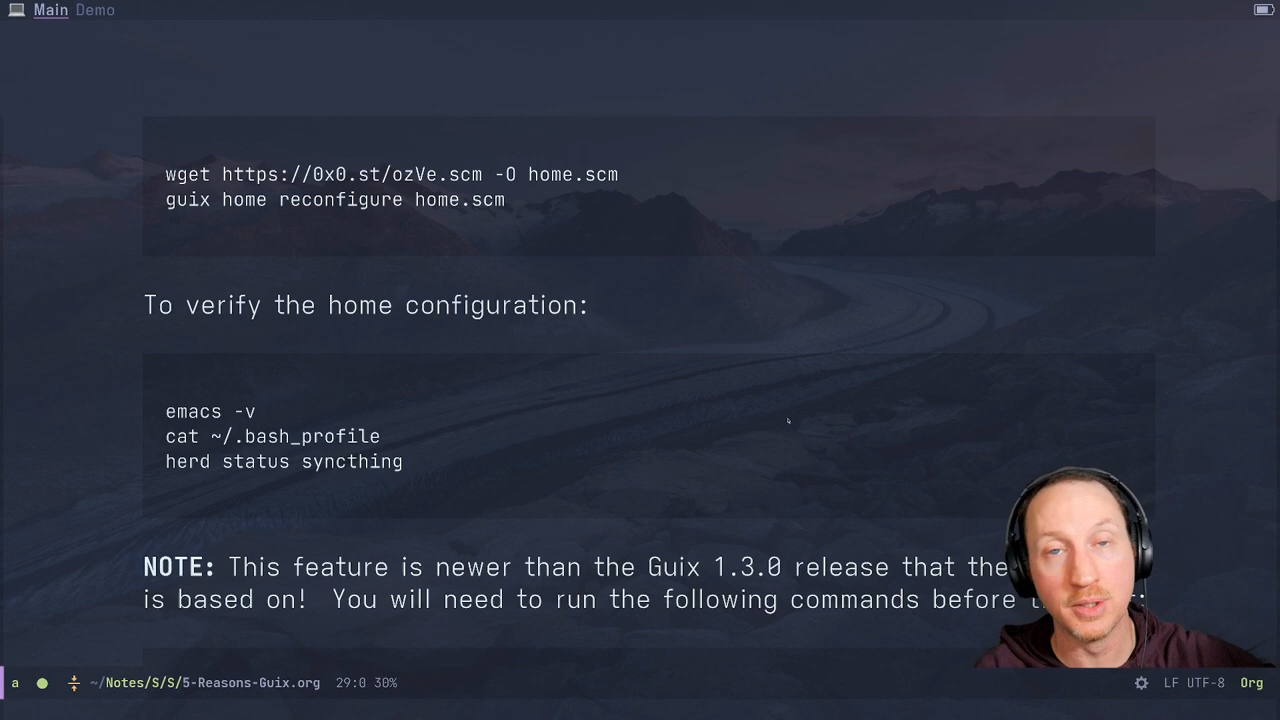 Main Demo
wget https://0x0.st/ozVe.scm -O home.scm
guix home reconfigure home.scm
To verify the home configuration:
emacs -v
cat ~/.bash_profile
herd status syncthing
NOTE: This feature is newer than the Guix 1.3.0 release that the
is based on! You will need to run the following commands before
a ~/Notes/S/S/5-Reasons-Guix.org 29:0 30% LF UTF-8 Org